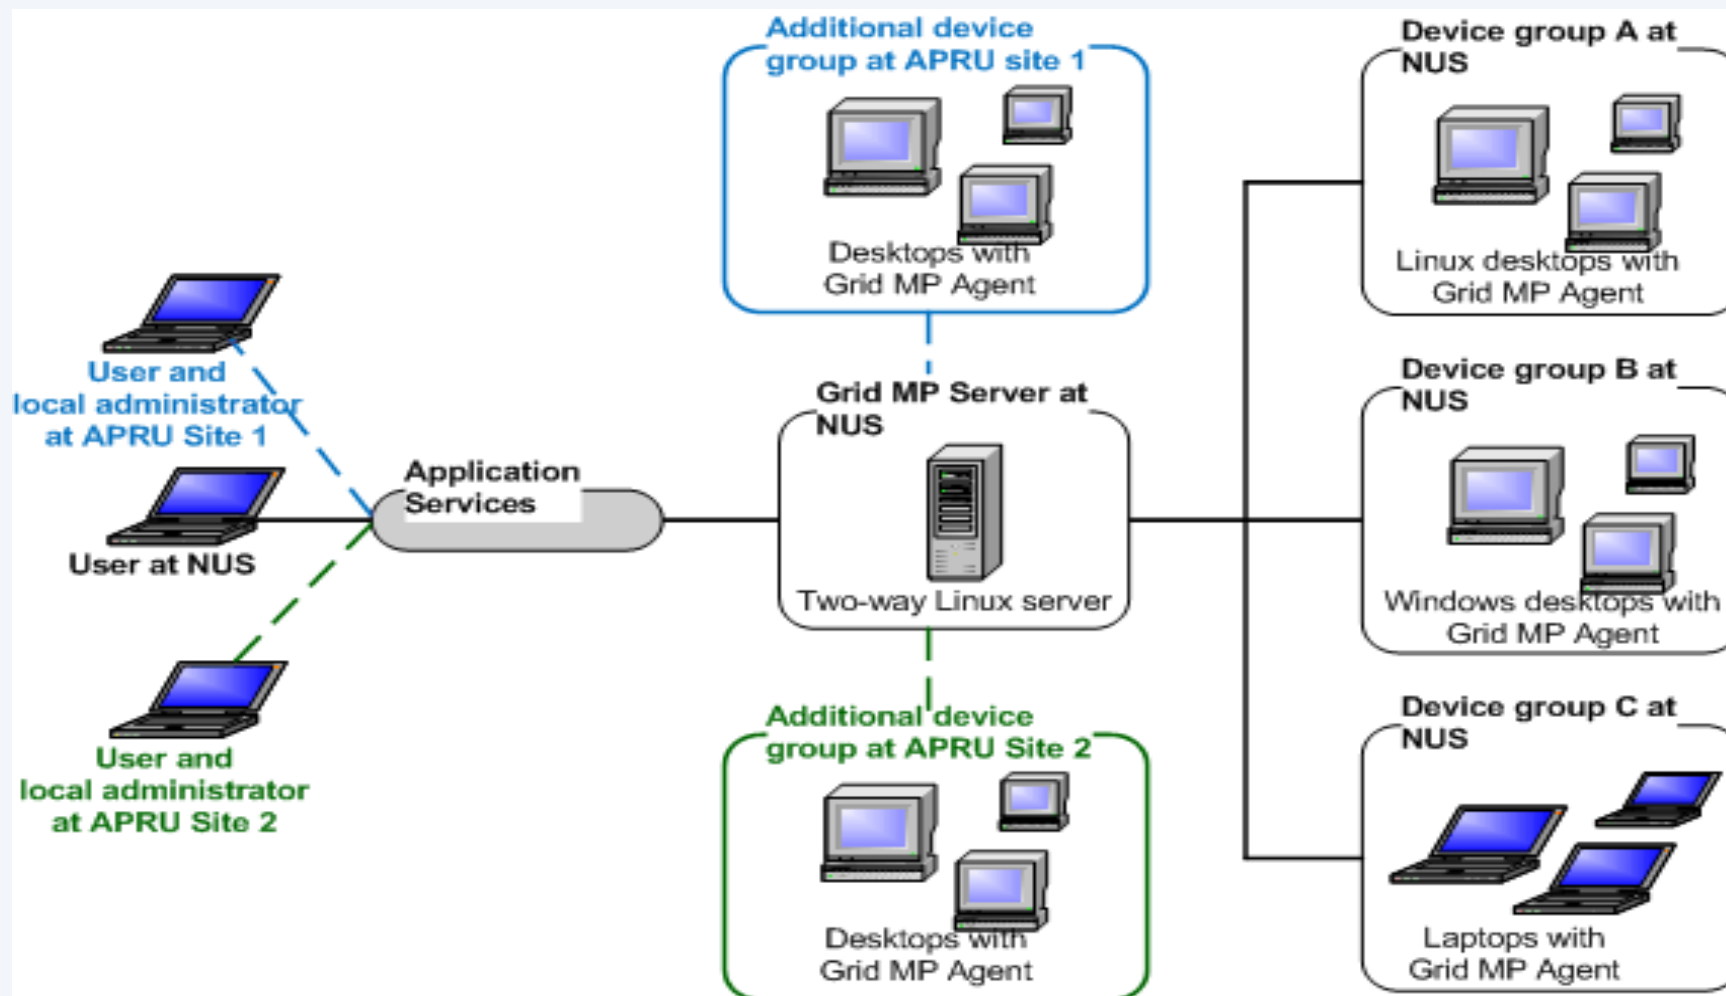 Additional device
group at APRU site 1
Desktops with
Grid MP Agent
Device group A at
NUS
Linux desktops with
Grid MP Agent
User and
local administrator
at APRU Site 1
Grid MP Server at
NUS
Two-way Linux server
Device group B at
NUS
Windows desktops with
Grid MP Agent
Application
Services
User at NUS
User and
local administrator
at APRU Site 2
Additional device
group at APRU Site 2
Desktops with
Grid MP Agent
Device group C at
NUS
Laptops with
Grid MP Agent